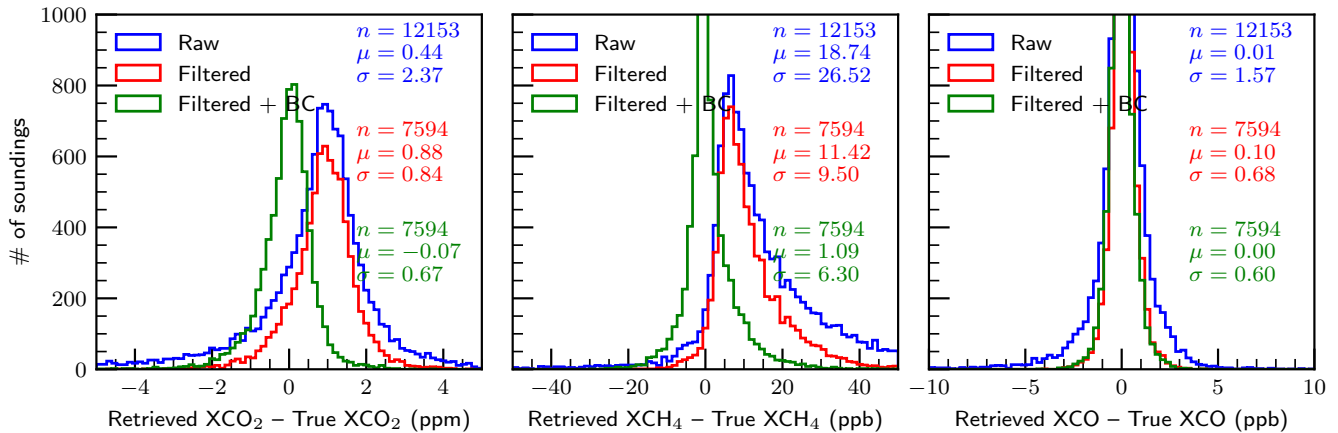 # of soundings
1000
800
600
400
200
0
Raw
Filtered
Filtered + BC
n = 12153
μ = 0.44
σ = 2.37
n = 7594
μ = 0.88
σ = 0.84
n = 7594
μ = −0.07
σ = 0.67
−4 −2 0 2 4
Retrieved XCO₂ – True XCO₂ (ppm)
Raw
Filtered
Filtered + BC
n = 12153
μ = 18.74
σ = 26.52
n = 7594
μ = 11.42
σ = 9.50
n = 7594
μ = 1.09
σ = 6.30
−40 −20 0 20 40
Retrieved XCH₄ – True XCH₄ (ppb)
Raw
Filtered
Filtered + BC
n = 12153
μ = 0.01
σ = 1.57
n = 7594
μ = 0.10
σ = 0.68
n = 7594
μ = 0.00
σ = 0.60
−10 −5 0 5 10
Retrieved XCO – True XCO (ppb)